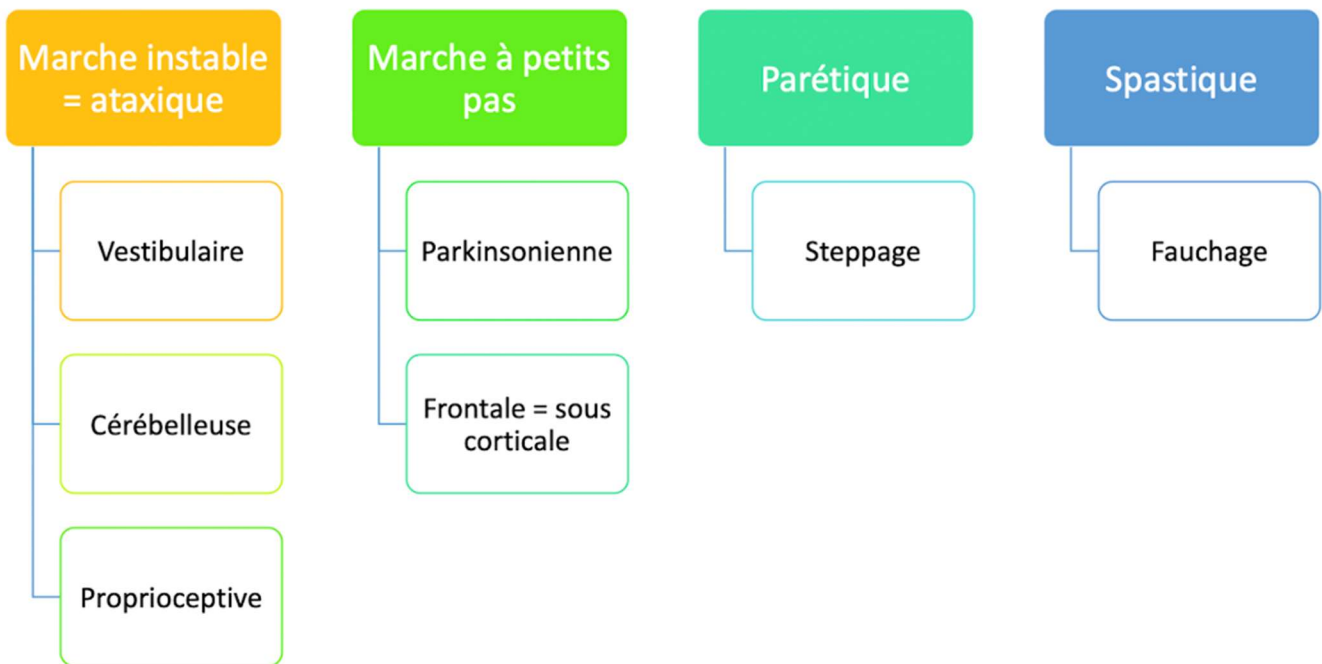 Marche instable
= ataxique
Vestibulaire
Cérébelleuse
Proprioceptive
Marche à petits
pas
Parkinsonienne
Frontale = sous
corticale
Parétique
Steppage
Spastique
Fauchage